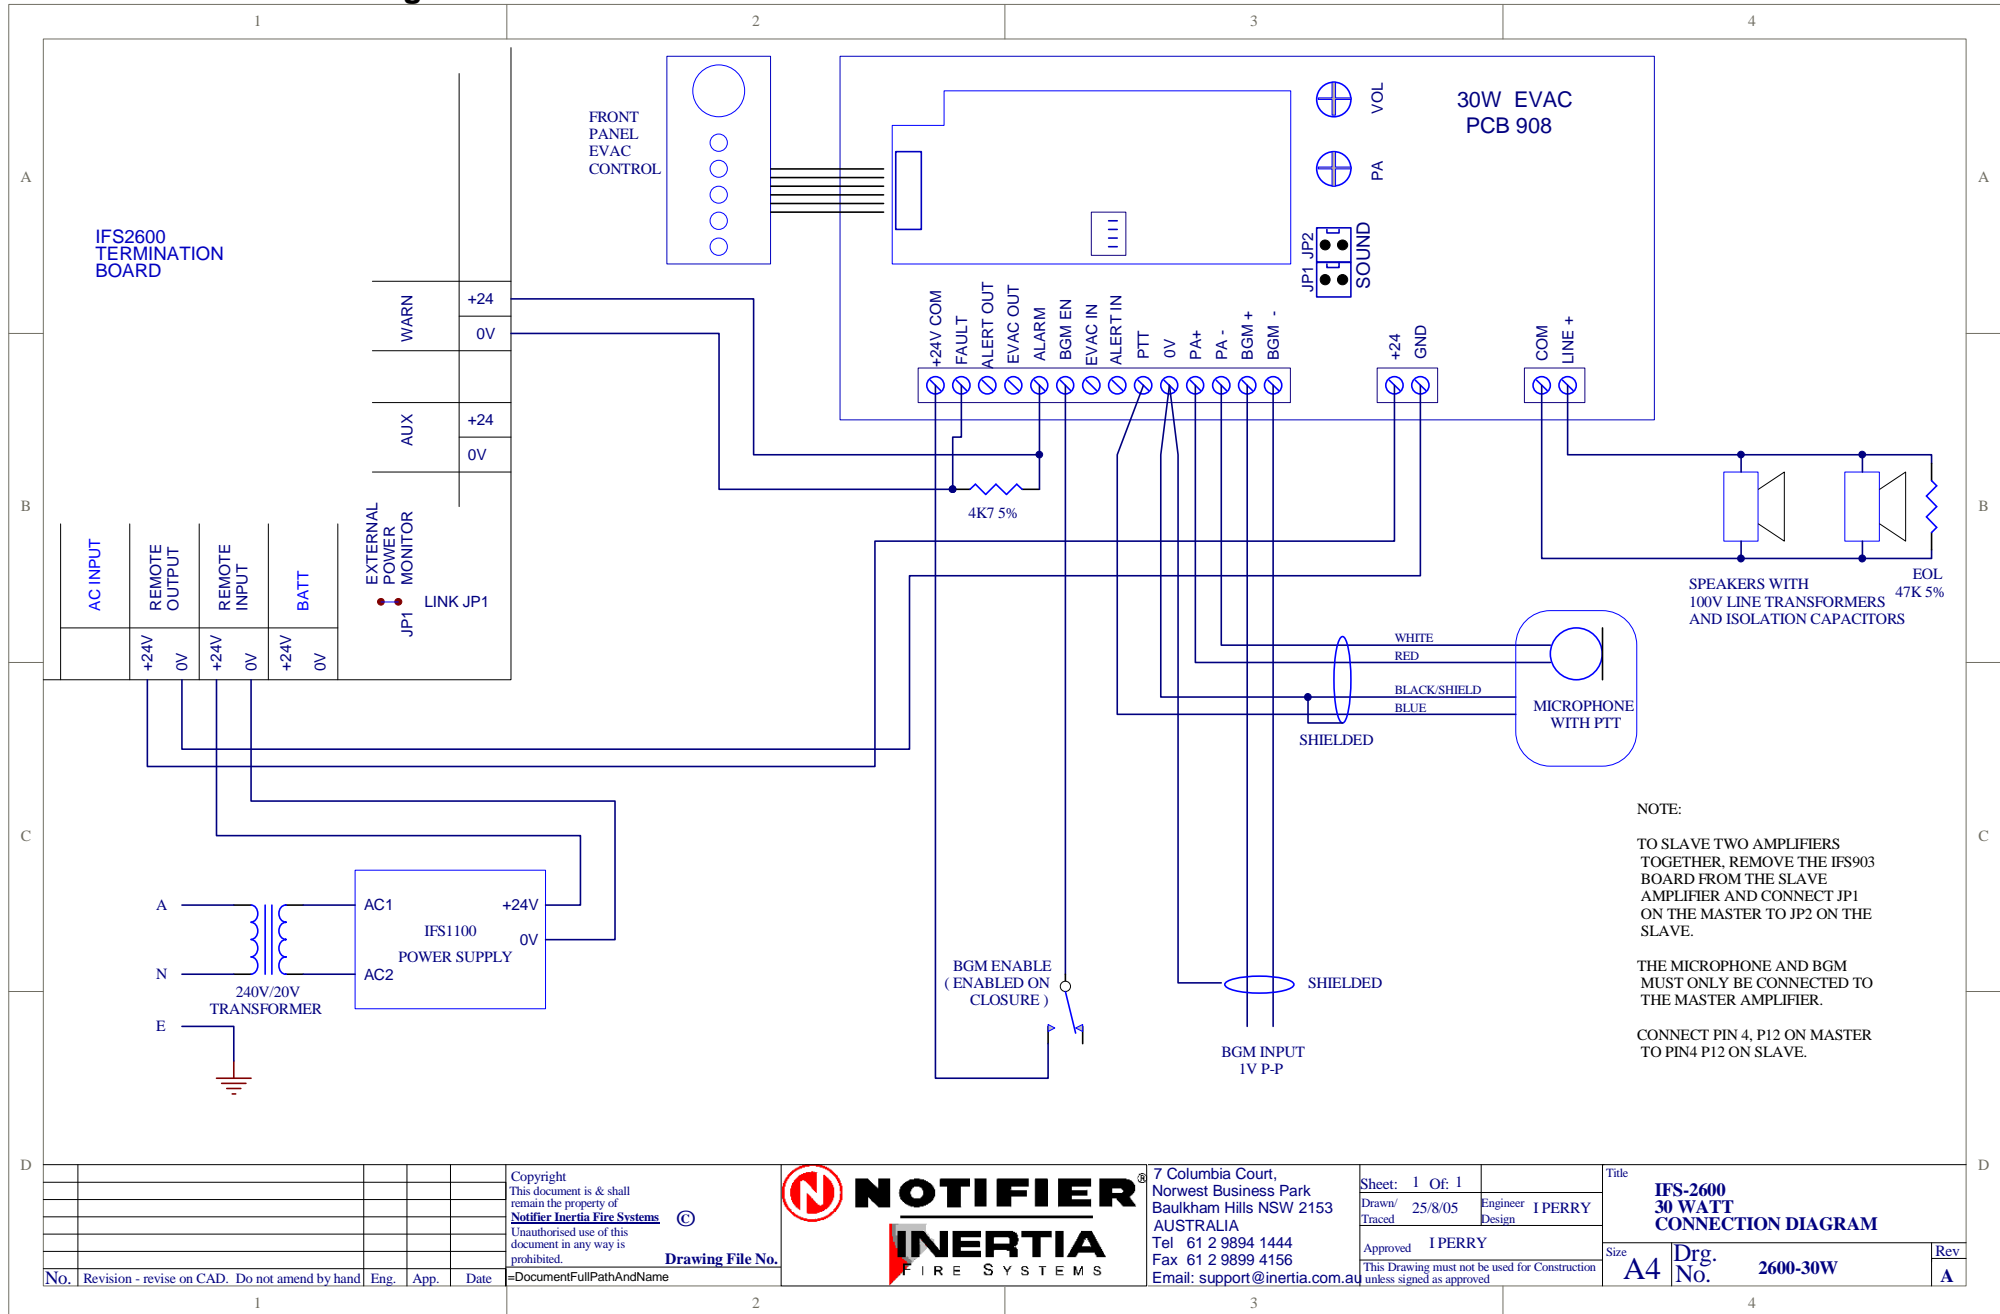 1 2 3 4
A
B
C
D
A
B
C
D
IFS2600
TERMINATION
BOARD
FRONT
PANEL
EVAC
CONTROL
30W EVAC
PCB 908
VOL
PA
JP1 JP2
SOUND
WARN
+24
0V
AUX
+24
0V
+24V COM
FAULT
ALERT OUT
EVAC OUT
ALARM
BGM EN
EVAC IN
ALERT IN
PTT
0V
PA+
PA -
BGM +
BGM -
+24
GND
COM
LINE +
4K7 5%
AC INPUT
REMOTE
OUTPUT
REMOTE
INPUT
BATT
EXTERNAL
POWER
MONITOR
JP1
LINK JP1
+24V
0V
+24V
0V
+24V
0V
SPEAKERS WITH
100V LINE TRANSFORMERS
AND ISOLATION CAPACITORS
EOL
47K 5%
WHITE
RED
BLACK/SHIELD
BLUE
SHIELDED
MICROPHONE
WITH PTT
NOTE:
TO SLAVE TWO AMPLIFIERS
TOGETHER, REMOVE THE IFS903
BOARD FROM THE SLAVE
AMPLIFIER AND CONNECT JP1
ON THE MASTER TO JP2 ON THE
SLAVE.
THE MICROPHONE AND BGM
MUST ONLY BE CONNECTED TO
THE MASTER AMPLIFIER.
CONNECT PIN 4, P12 ON MASTER
TO PIN4 P12 ON SLAVE.
A
N
E
240V/20V
TRANSFORMER
AC1
AC2
IFS1100
POWER SUPPLY
+24V
0V
BGM ENABLE
( ENABLED ON
CLOSURE )
SHIELDED
BGM INPUT
1V P-P
No. Revision - revise on CAD. Do not amend by hand Eng. App. Date
Copyright
This document is & shall
remain the property of
Notifier Inertia Fire Systems ©
Unauthorised use of this
document in any way is
prohibited.
Drawing File No.
=DocumentFullPathAndName
N NOTIFIER ®
INERTIA
FIRE SYSTEMS
7 Columbia Court,
Norwest Business Park
Baulkham Hills NSW 2153
AUSTRALIA
Tel 61 2 9894 1444
Fax 61 2 9899 4156
Email: support@inertia.com.au
Sheet: 1 Of: 1
Drawn/
Traced
25/8/05
Engineer
Design
I PERRY
Approved I PERRY
This Drawing must not be used for Construction
unless signed as approved
Title
IFS-2600
30 WATT
CONNECTION DIAGRAM
Size
A4
Drg.
No.
2600-30W
Rev
A
1 2 3 4